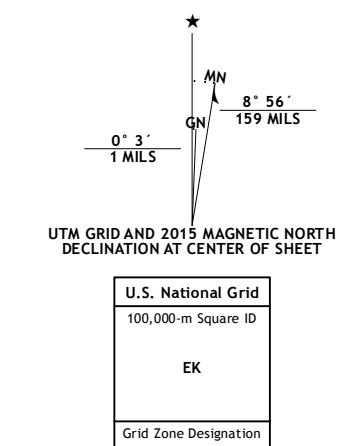 ★
MN
GN
8° 56´
159 MILS
0° 3´
1 MILS
UTM GRID AND 2015 MAGNETIC NORTH
DECLINATION AT CENTER OF SHEET
U.S. National Grid
100,000-m Square ID
EK
Grid Zone Designation